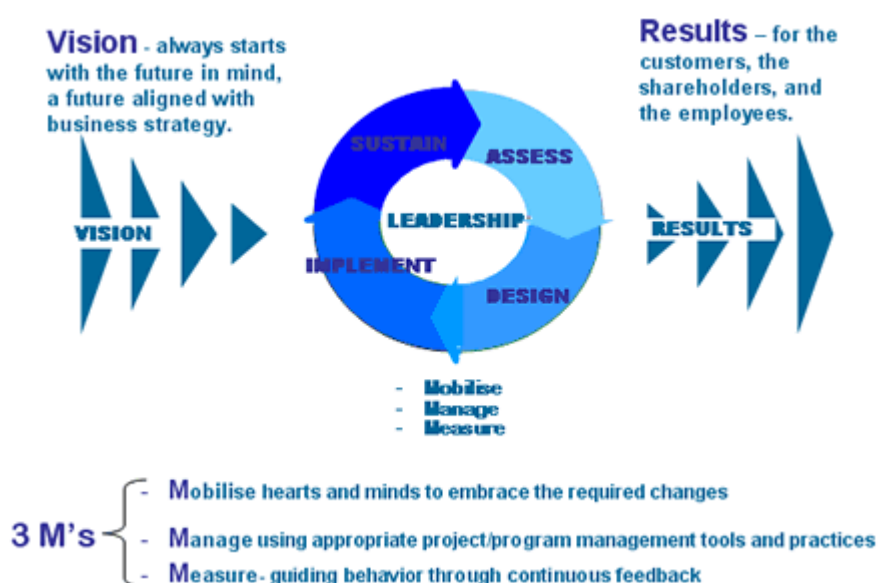 Vision - always starts
with the future in mind,
a future aligned with
business strategy.
Results – for the
customers, the
shareholders, and
the employees.
SUSTAIN
ASSESS
VISION
LEADERSHIP
RESULTS
IMPLEMENT
DESIGN
- Mobilise
- Manage
- Measure
3 M's
- Mobilise hearts and minds to embrace the required changes
- Manage using appropriate project/program management tools and practices
- Measure - guiding behavior through continuous feedback